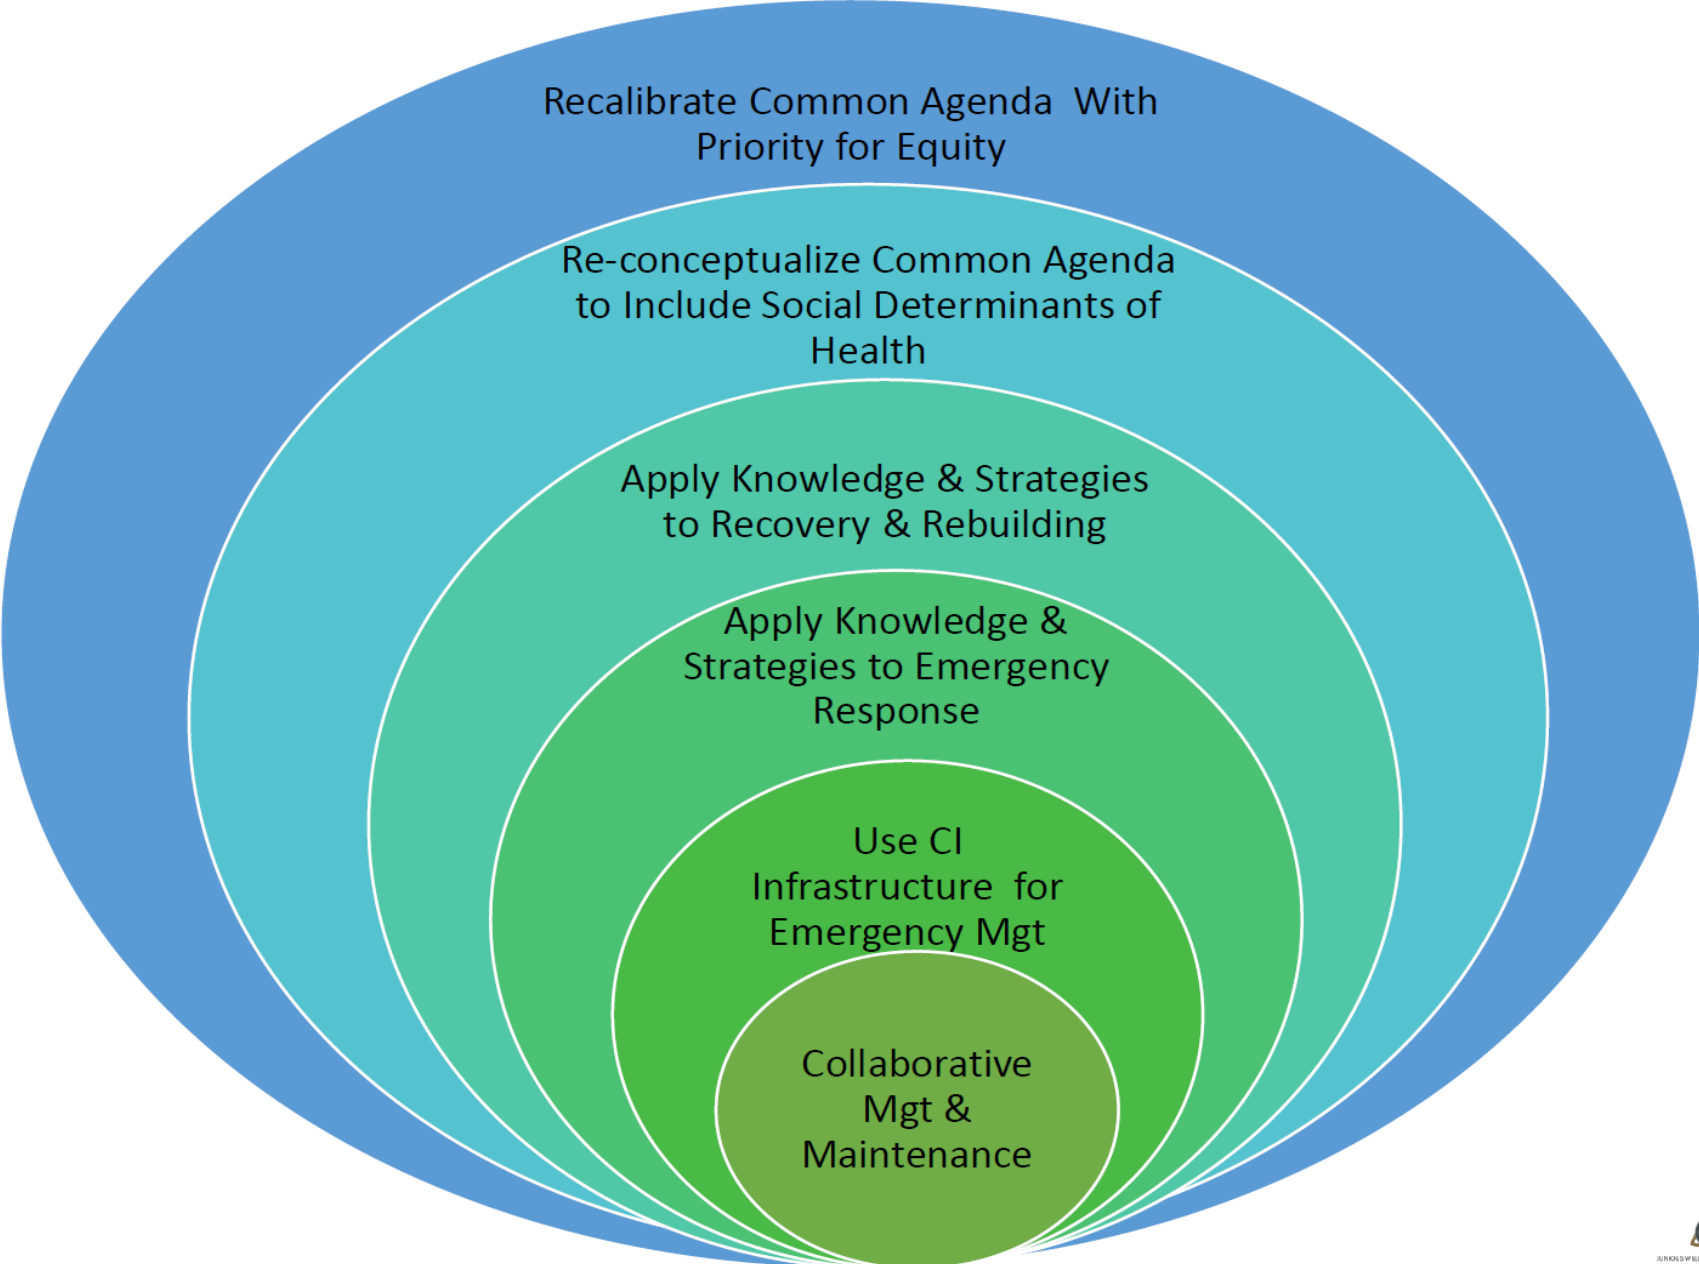 Recalibrate Common Agenda With
Priority for Equity
Re-conceptualize Common Agenda
to Include Social Determinants of
Health
Apply Knowledge & Strategies
to Recovery & Rebuilding
Apply Knowledge &
Strategies to Emergency
Response
Use CI
Infrastructure for
Emergency Mgt
Collaborative
Mgt &
Maintenance